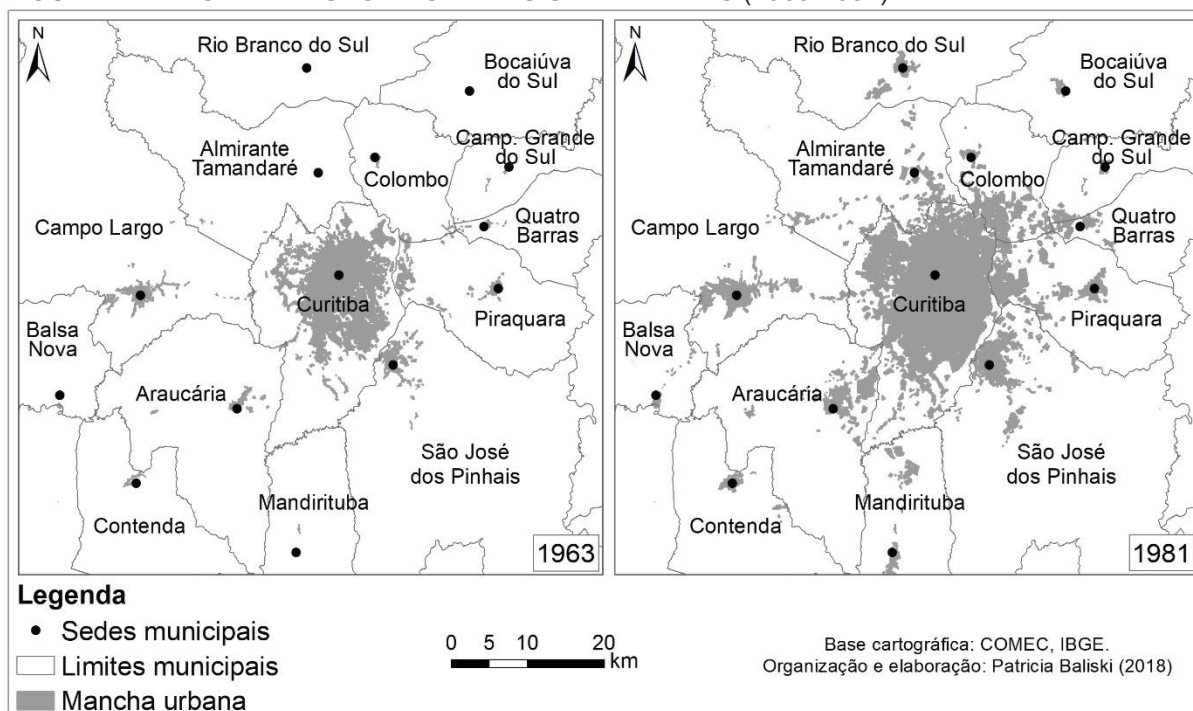 N
Rio Branco do Sul
Bocaiúva
do Sul
Almirante
Tamandaré
Colombo
Camp. Grande
do Sul
Campo Largo
Quatro
Barras
Curitiba
Piraquara
Balsa
Nova
Araucária
São José
dos Pinhais
Mandirituba
Contenda
1963
N
Rio Branco do Sul
Bocaiúva
do Sul
Almirante
Tamandaré
Colombo
Camp. Grande
do Sul
Campo Largo
Quatro
Barras
Curitiba
Piraquara
Balsa
Nova
Araucária
São José
dos Pinhais
Mandirituba
Contenda
1981
Legenda
Sedes municipais
Limites municipais
Mancha urbana
0 5 10 20
km
Base cartográfica: COMEC, IBGE.
Organização e elaboração: Patricia Baliski (2018)